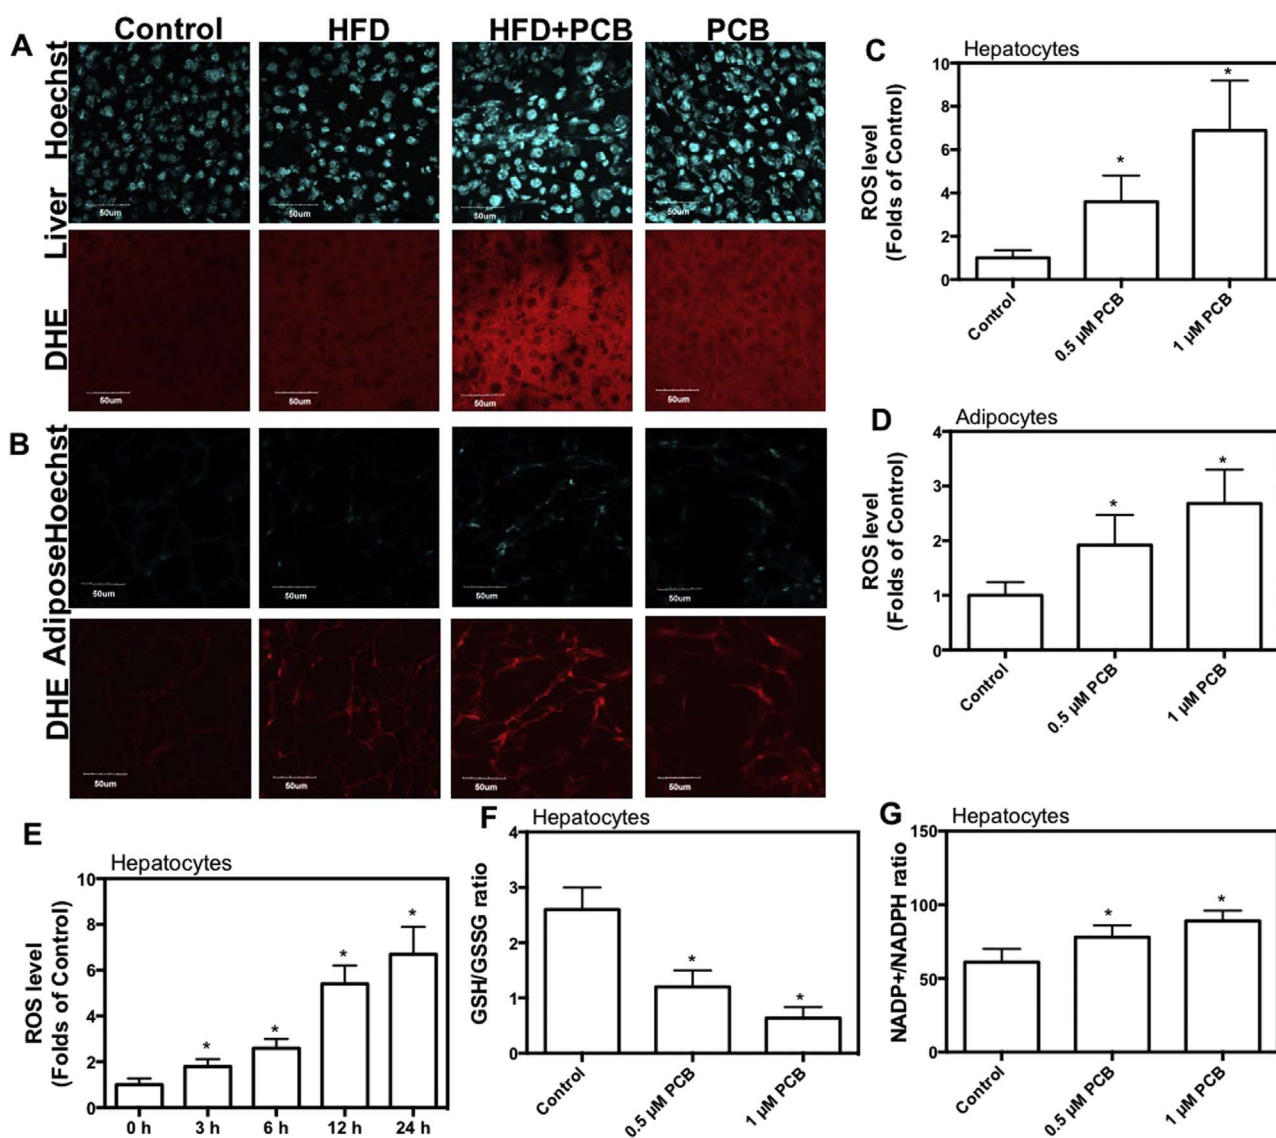 A
Control
HFD
HFD+PCB
PCB
Liver Hoechst
50um
50um
50um
50um
DHE
50um
50um
50um
50um
B
AdiposeHoechst
50um
50um
50um
50um
DHE
50um
50um
50um
50um
C
Hepatocytes
ROS level
(Folds of Control)
10
8
6
4
2
0
*
*
Control
0.5 µM PCB
1 µM PCB
D
Adipocytes
ROS level
(Folds of Control)
4
3
2
1
0
*
*
Control
0.5 µM PCB
1 µM PCB
E
Hepatocytes
ROS level
(Folds of Control)
10
8
6
4
2
0
*
*
*
*
0 h
3 h
6 h
12 h
24 h
F
Hepatocytes
GSH/GSSG ratio
4
3
2
1
0
*
*
Control
0.5 µM PCB
1 µM PCB
G
Hepatocytes
NADP+/NADPH ratio
150
100
50
0
*
*
Control
0.5 µM PCB
1 µM PCB